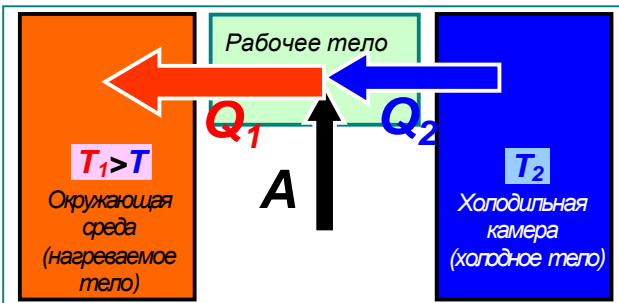 Рабочее тело
Q₁
Q₂
T₁>T
Окружающая
среда
(нагреваемое
тело)
A
T₂
Холодильная
камера
(холодное тело)